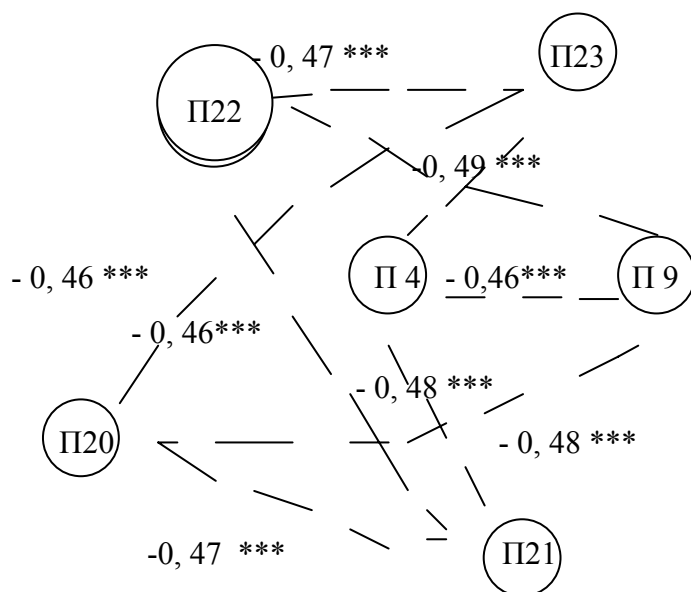 - 0, 47 ***
П23
П22
-0, 49 ***
- 0, 46 ***
П 4
- 0,46***
П 9
- 0, 46***
- 0, 48 ***
П20
- 0, 48 ***
-0, 47  ***
П21